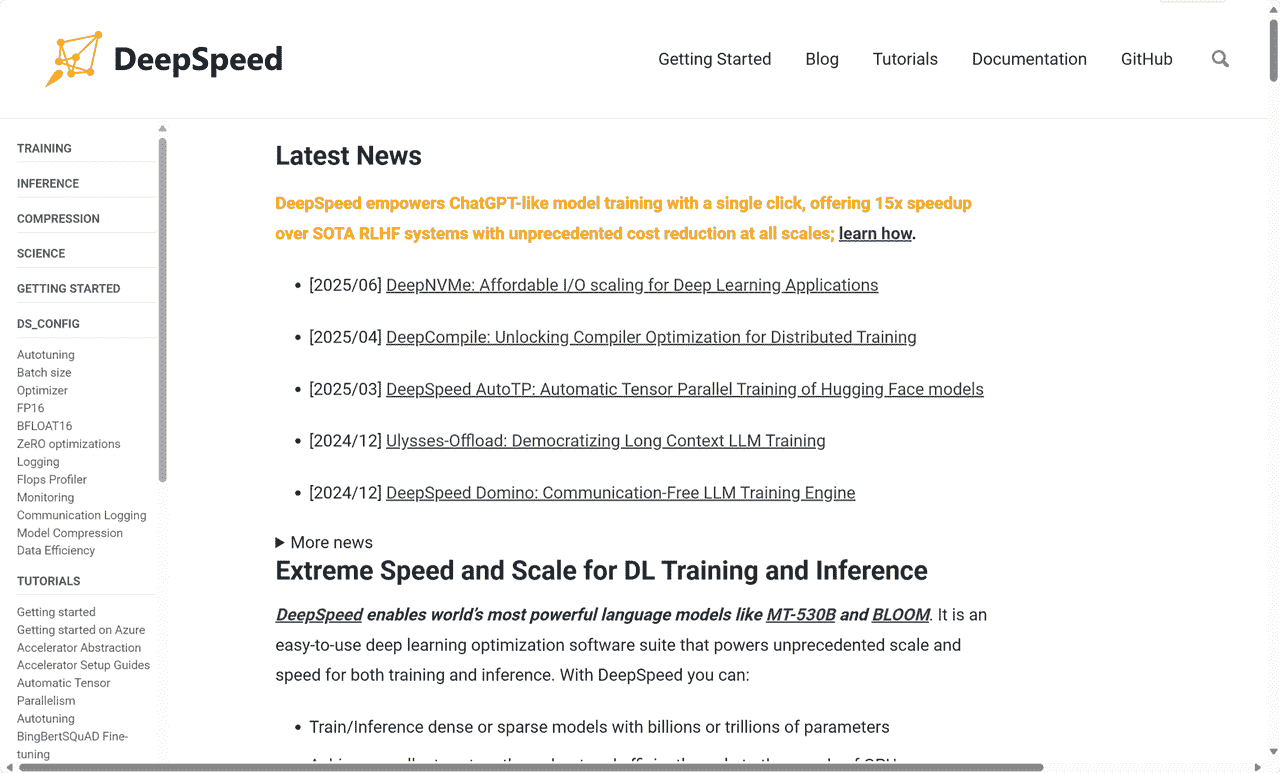 DeepSpeed
Getting Started
Blog
Tutorials
Documentation
GitHub
TRAINING
INFERENCE
COMPRESSION
SCIENCE
GETTING STARTED
DS_CONFIG
Autotuning
Batch size
Optimizer
FP16
BFLOAT16
ZeRO optimizations
Logging
Flops Profiler
Monitoring
Communication Logging
Model Compression
Data Efficiency
TUTORIALS
Getting started
Getting started on Azure
Accelerator Abstraction
Accelerator Setup Guides
Automatic Tensor
Parallelism
Autotuning
BingBertSQuAD Fine-
tuning
Latest News
DeepSpeed empowers ChatGPT-like model training with a single click, offering 15x speedup
over SOTA RLHF systems with unprecedented cost reduction at all scales; learn how.
• [2025/06] DeepNVMe: Affordable I/O scaling for Deep Learning Applications
• [2025/04] DeepCompile: Unlocking Compiler Optimization for Distributed Training
• [2025/03] DeepSpeed AutoTP: Automatic Tensor Parallel Training of Hugging Face models
• [2024/12] Ulysses-Offload: Democratizing Long Context LLM Training
• [2024/12] DeepSpeed Domino: Communication-Free LLM Training Engine
▶ More news
Extreme Speed and Scale for DL Training and Inference
DeepSpeed enables world's most powerful language models like MT-530B and BLOOM. It is an
easy-to-use deep learning optimization software suite that powers unprecedented scale and
speed for both training and inference. With DeepSpeed you can:
• Train/Inference dense or sparse models with billions or trillions of parameters